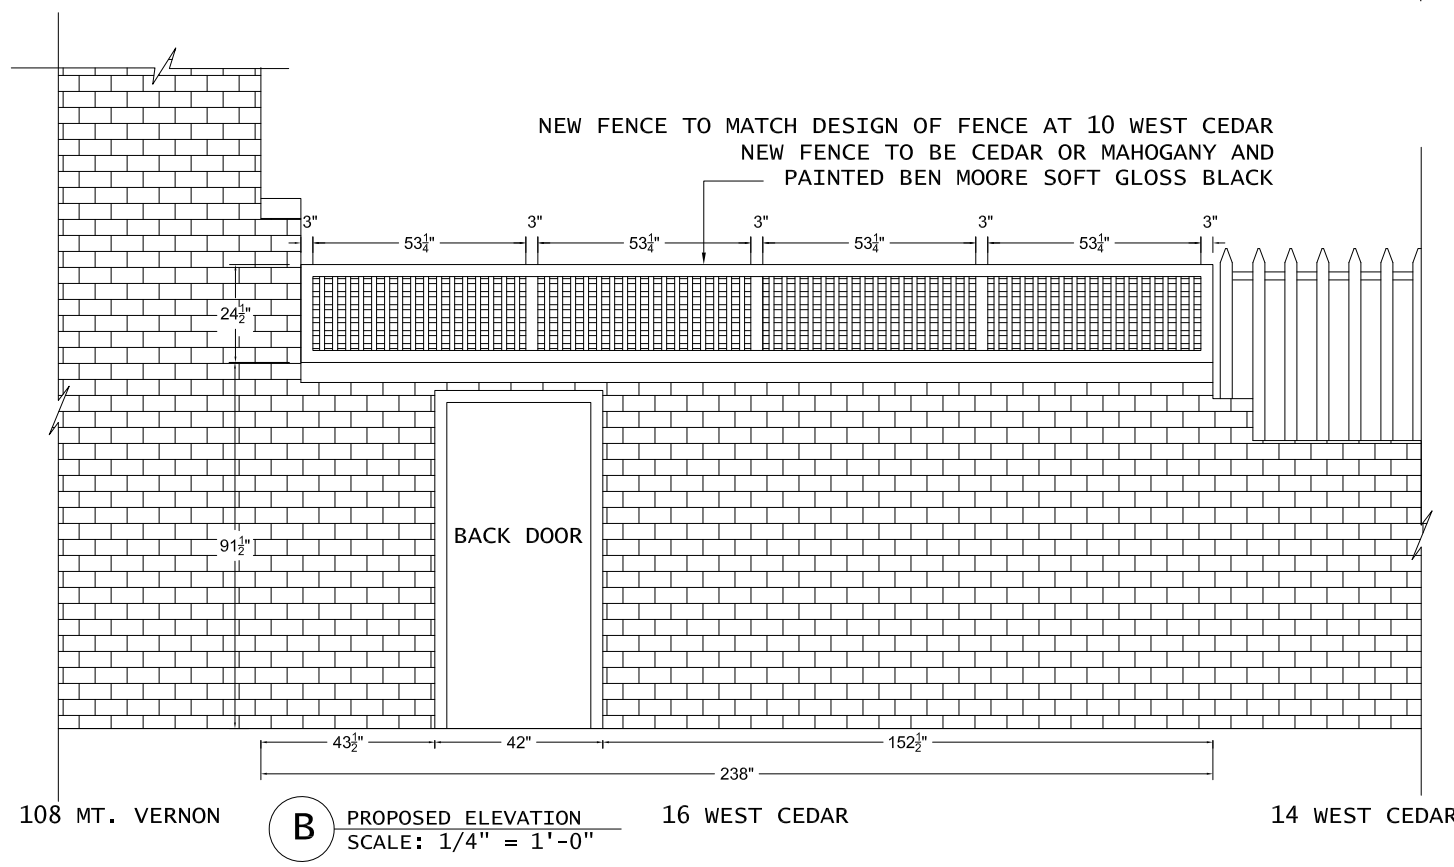 NEW FENCE TO MATCH DESIGN OF FENCE AT 10 WEST CEDAR
NEW FENCE TO BE CEDAR OR MAHOGANY AND
PAINTED BEN MOORE SOFT GLOSS BLACK
3" 3" 3" 3" 3"
53¼" 53¼" 53¼" 53¼"
24½"
91½"
BACK DOOR
43½" 42" 152½"
238"
108 MT. VERNON
16 WEST CEDAR
14 WEST CEDAR
B
PROPOSED ELEVATION
SCALE: 1/4" = 1'-0"